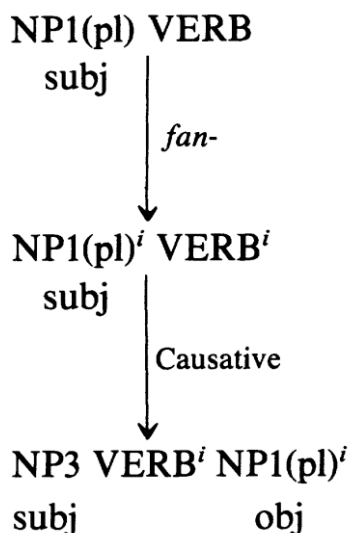 NP1(pl) VERB
subj
fan-
NP1(pl)ⁱ VERBⁱ
subj
Causative
NP3 VERBⁱ NP1(pl)ⁱ
subj obj